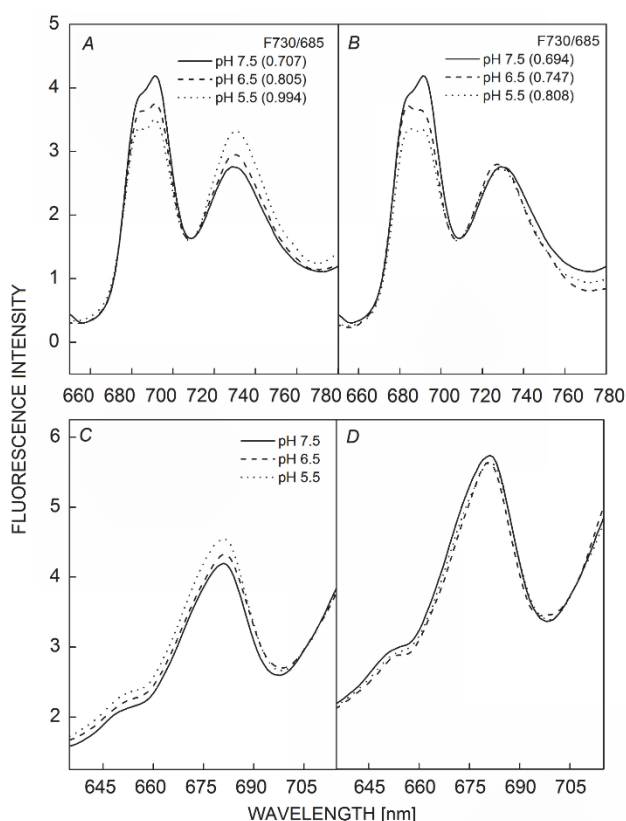 A F730/685
pH 7.5 (0.707)
pH 6.5 (0.805)
pH 5.5 (0.994)
B F730/685
pH 7.5 (0.694)
pH 6.5 (0.747)
pH 5.5 (0.808)
5
4
3
2
1
0
660 680 700 720 740 760 780
660 680 700 720 740 760 780
FLUORESCENCE INTENSITY
C
pH 7.5
pH 6.5
pH 5.5
D
6
5
4
3
2
645 660 675 690 705
645 660 675 690 705
WAVELENGTH [nm]